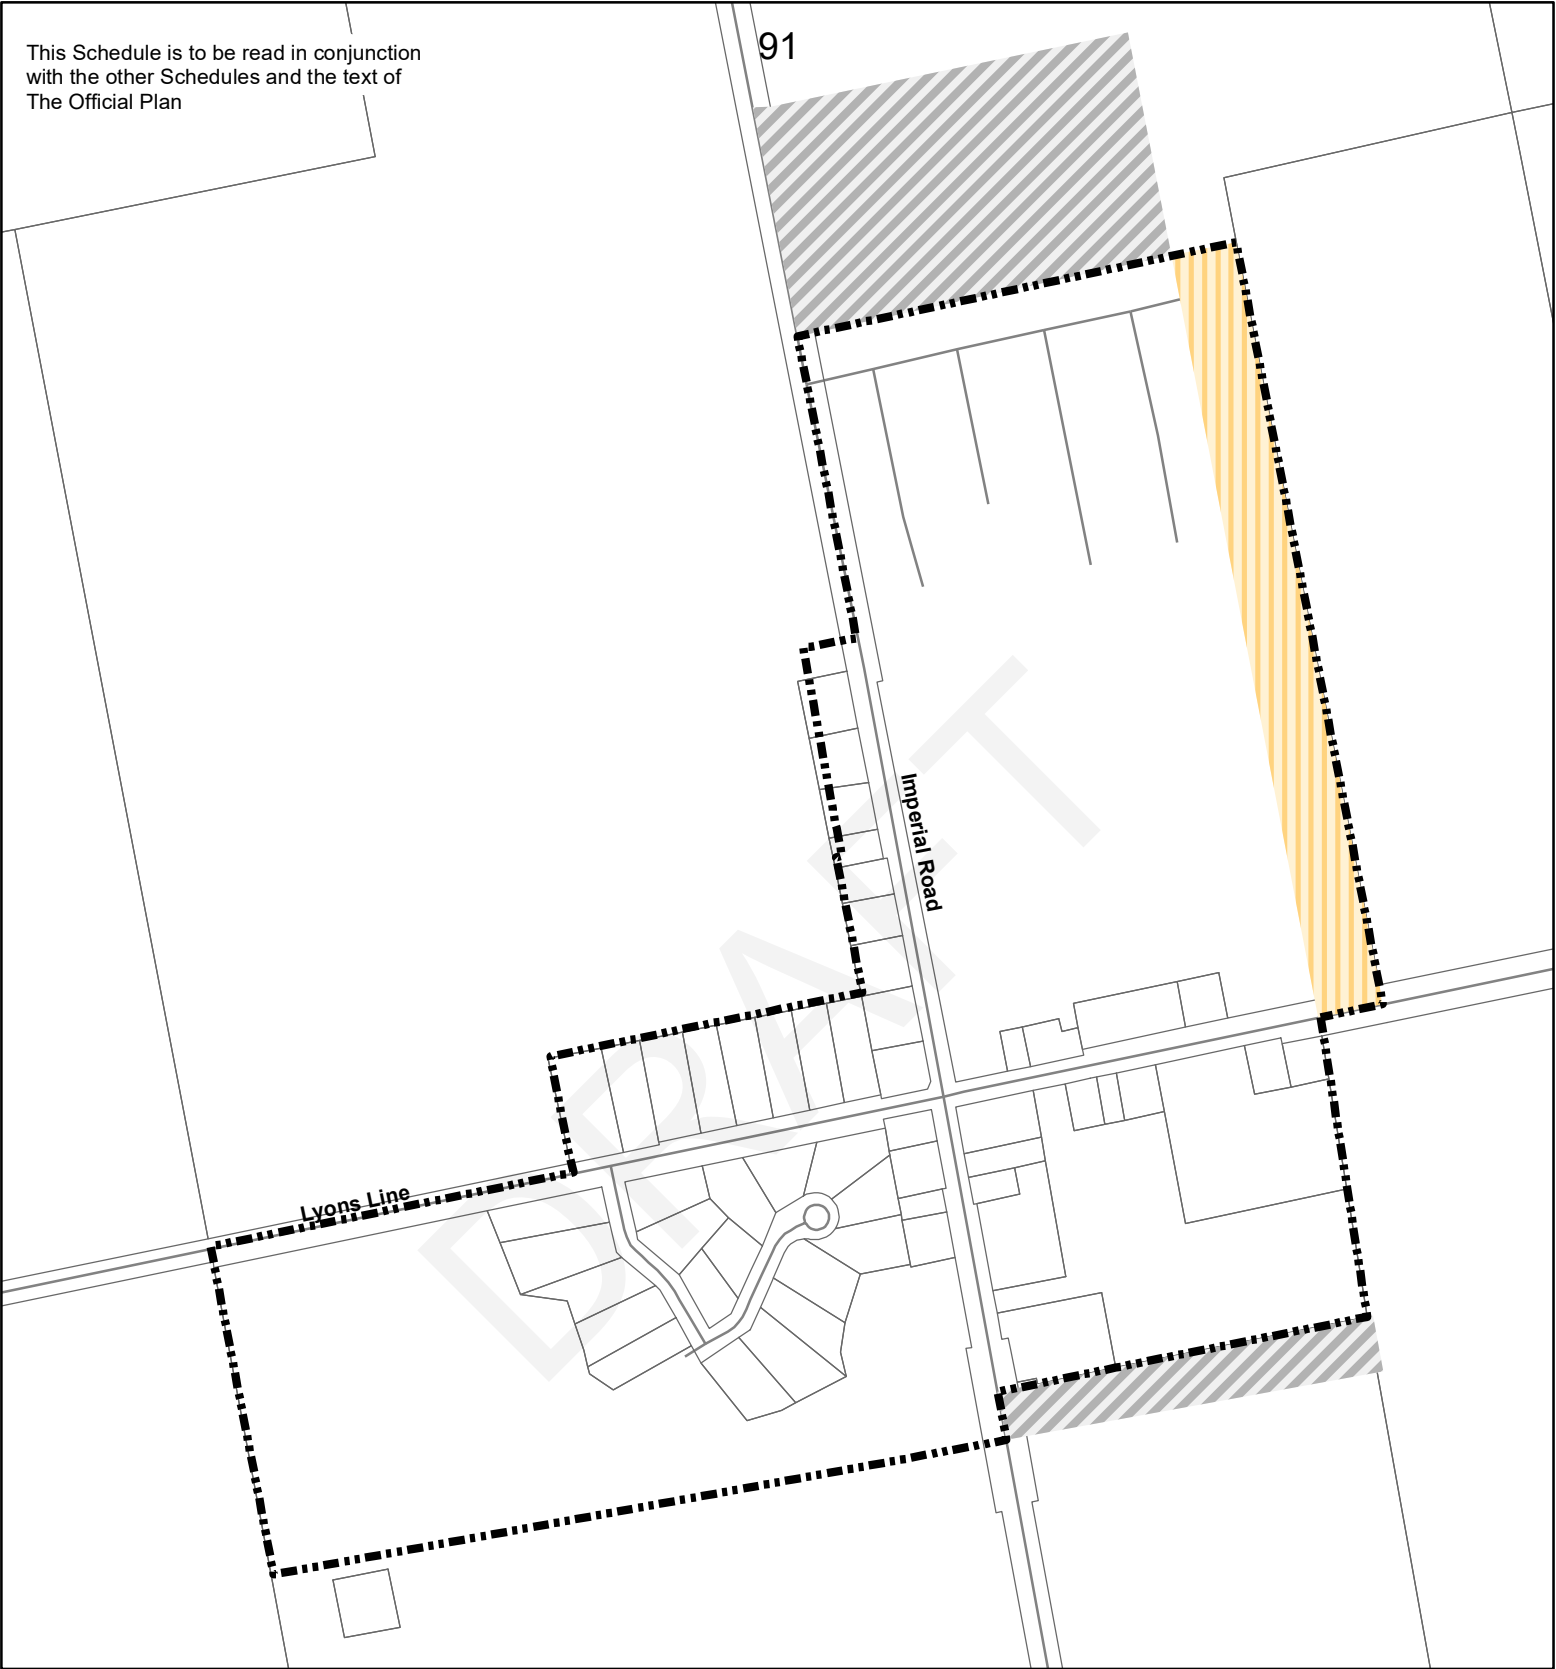 This Schedule is to be read in conjunction
with the other Schedules and the text of
The Official Plan
91
Imperial Road
Lyons Line
DRAFT